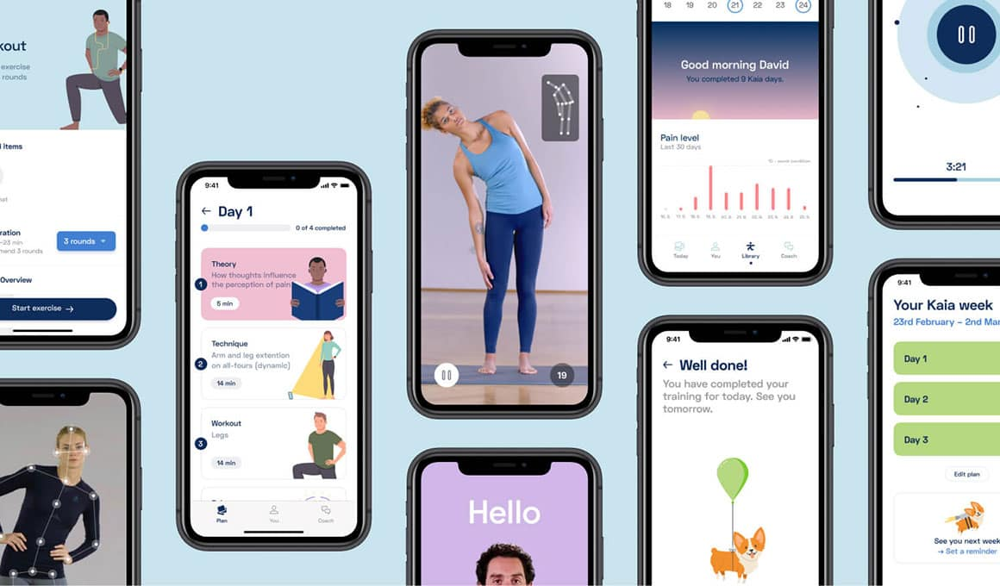 kout
exercise
rounds
l items
nat
ration
–23 min
mend 3 rounds
3 rounds
Overview
Start exercise →
9:41
← Day 1
0 of 4 completed
1
Theory
How thoughts influence
the perception of pain
5 min
2
Technique
Arm and leg extention
on all-fours (dynamic)
14 min
3
Workout
Legs
14 min
Plan
You
Coach
19
Hello
18 19 20 21 22 23 24
Good morning David
You completed 9 Kaia days.
Pain level
Last 30 days
Today
You
Library
Coach
9:41
← Well done!
You have completed your
training for today. See you
tomorrow.
3:21
9:41
Your Kaia week
23rd February – 2nd Mar
Day 1
Day 2
Day 3
Edit plan
See you next week
→ Set a reminder